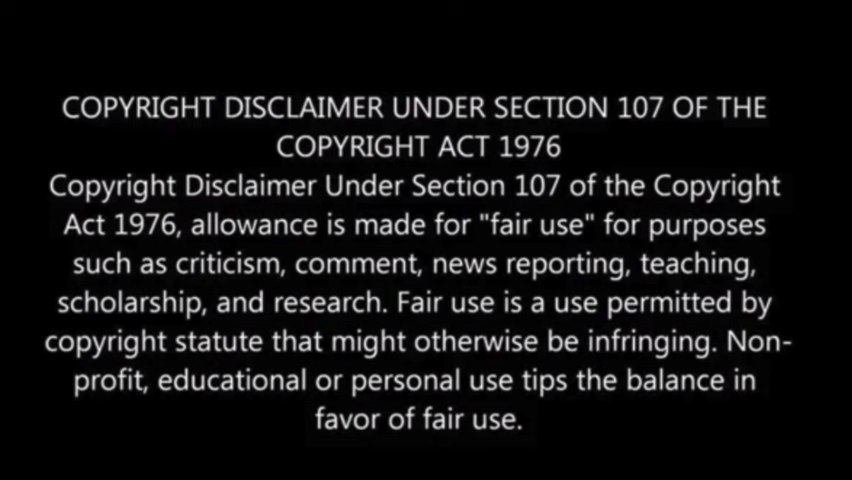 COPYRIGHT DISCLAIMER UNDER SECTION 107 OF THE
COPYRIGHT ACT 1976
Copyright Disclaimer Under Section 107 of the Copyright
Act 1976, allowance is made for "fair use" for purposes
such as criticism, comment, news reporting, teaching,
scholarship, and research. Fair use is a use permitted by
copyright statute that might otherwise be infringing. Non-
profit, educational or personal use tips the balance in
favor of fair use.